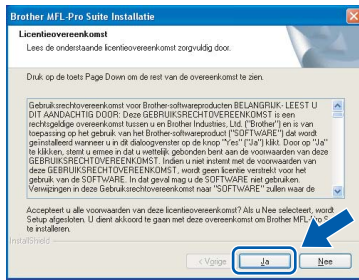 Brother MFL-Pro Suite Installatie
Licentieovereenkomst
Lees de onderstaande licentieovereenkomst zorgvuldig door.
Druk op de toets Page Down om de rest van de overeenkomst te zien.
Gebruiksrechtovereenkomst voor Brother-softwareproducten BELANGRIJK- LEEST U
DIT AANDACHTIG DOOR: Deze GEBRUIKSRECHTOVEREENKOMST is een
rechtsgeldige overeenkomst tussen u en Brother Industries, Ltd. ("Brother") en is van
toepassing op het gebruik van het Brother-softwareproduct ("SOFTWARE") dat wordt
geïnstalleerd wanneer u in dit dialoogvenster op de knop "Yes" ("Ja") klikt. Door op "Ja"
te klikken, stemt u ermee in dat u wettelijk gebonden bent aan de voorwaarden van deze
GEBRUIKSRECHTOVEREENKOMST. Indien u niet instemt met de voorwaarden van
deze GEBRUIKSRECHTOVEREENKOMST, wordt geen licentie verstrekt voor het
gebruik van de SOFTWARE. In dat geval mag u de SOFTWARE niet gebruiken.
Verwijzingen in deze Gebruiksrechtovereenkomst naar "SOFTWARE" zullen waar de
Accepteert u alle voorwaarden van deze licentieovereenkomst? Als u Nee selecteert, wordt
Setup afgesloten. U dient akkoord te gaan met deze overeenkomst om Brother MFL-Pro S
te installeren.
InstallShield
< Vorige Ja Nee